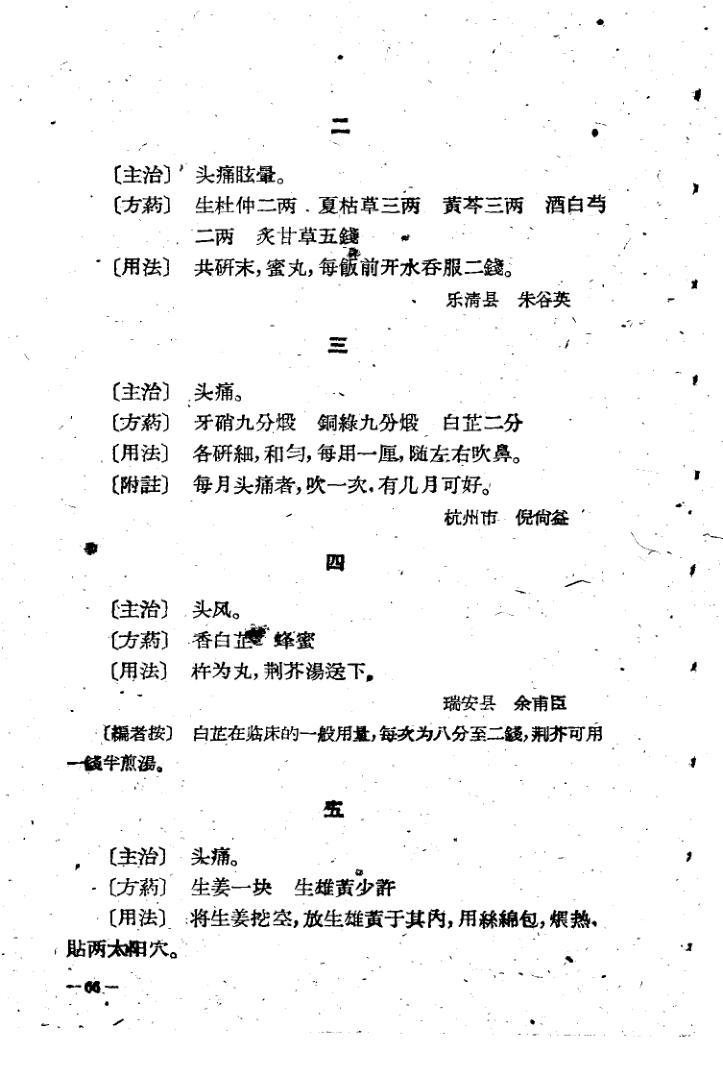 二
〔主治〕 头痛眩暈。
〔方葯〕 生杜仲二两 夏枯草三两 黃芩三两 酒白芍
二两 炙甘草五錢
〔用法〕 共研末，蜜丸，每飯前开水吞服二錢。
乐清县 朱谷英
三
〔主治〕 头痛。
〔方葯〕 牙硝九分煅 銅綠九分煅 白芷二分
〔用法〕 各研細，和匀，每用一厘，随左右吹鼻。
〔附註〕 每月头痛者，吹一次，有几月可好。
杭州市 倪尙益
四
〔主治〕 头风。
〔方葯〕 香白芷 蜂蜜
〔用法〕 杵为丸，荆芥湯送下。
瑞安县 余甫臣
〔編者按〕 白芷在临床的一般用量，每次为八分至二錢，荆芥可用
一錢半煎湯。
五
〔主治〕 头痛。
〔方葯〕 生姜一块 生雄黃少許
〔用法〕 将生姜挖空，放生雄黃于其內，用絲綿包，煨热，
貼两太阳穴。
—66—